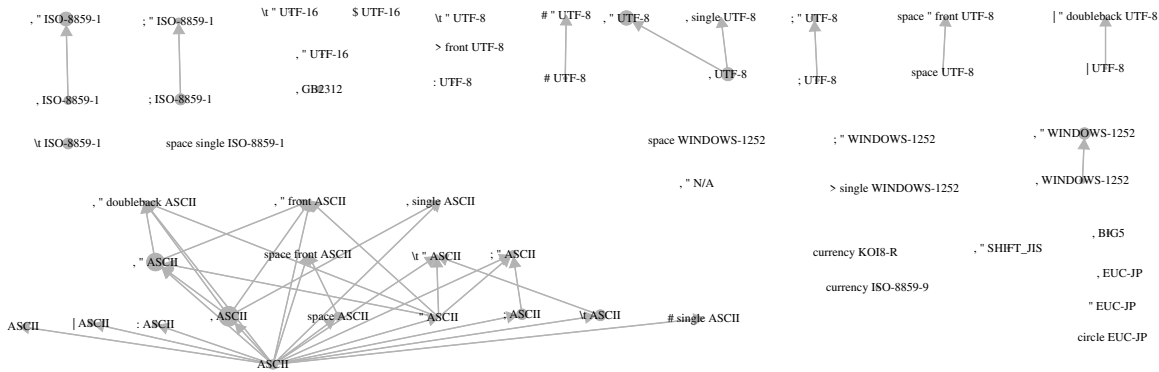 , " ISO-8859-1
; " ISO-8859-1
\t " UTF-16
$ UTF-16
\t " UTF-8
# " UTF-8
, " UTF-8
, single UTF-8
; " UTF-8
space " front UTF-8
| " doubleback UTF-8
, " UTF-16
> front UTF-8
, ISO-8859-1
; ISO-8859-1
, GB2312
: UTF-8
# UTF-8
, UTF-8
; UTF-8
space UTF-8
| UTF-8
\t ISO-8859-1
space single ISO-8859-1
space WINDOWS-1252
; " WINDOWS-1252
, " WINDOWS-1252
, " N/A
> single WINDOWS-1252
, WINDOWS-1252
, " doubleback ASCII
, " front ASCII
, single ASCII
, " ASCII
space front ASCII
\t " ASCII
; " ASCII
currency KOI8-R
, " SHIFT_JIS
, BIG5
currency ISO-8859-9
, EUC-JP
" EUC-JP
circle EUC-JP
ASCII
| ASCII
: ASCII
, ASCII
space ASCII
" ASCII
; ASCII
\t ASCII
# single ASCII
ASCII